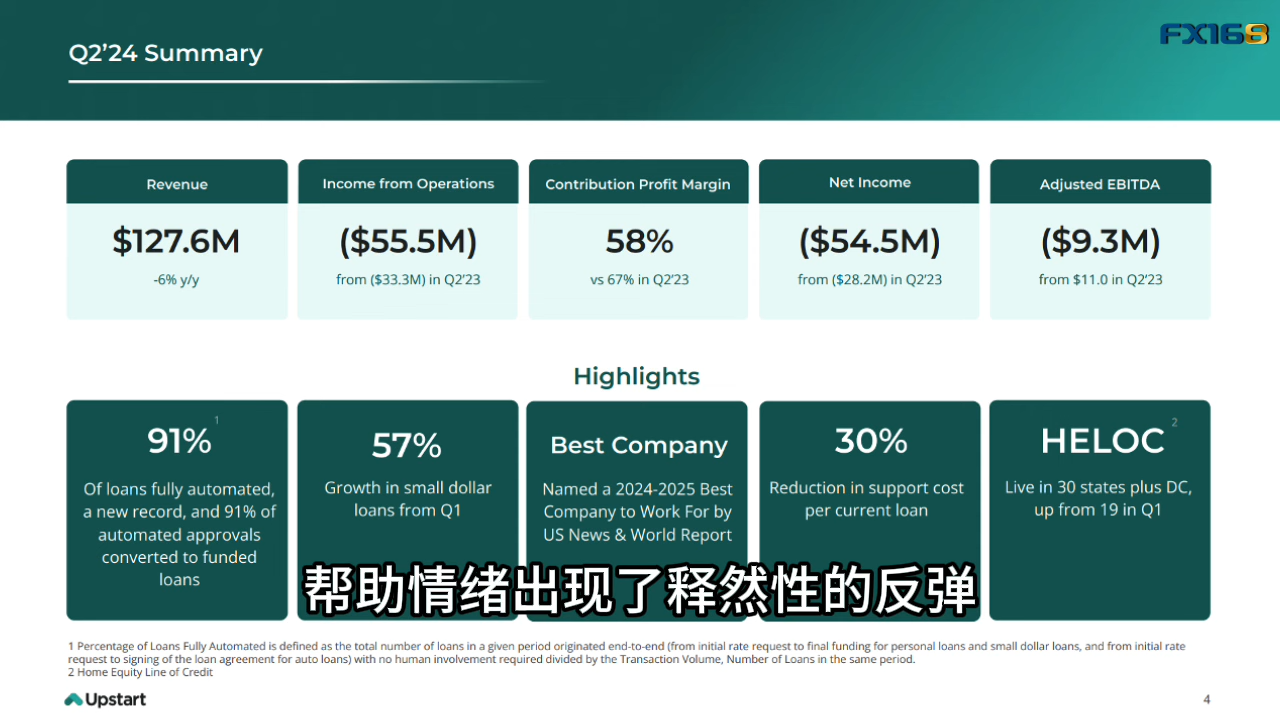 Q2’24 Summary
FX168
Revenue
$127.6M
-6% y/y
Income from Operations
($55.5M)
from ($33.3M) in Q2’23
Contribution Profit Margin
58%
vs 67% in Q2’23
Net Income
($54.5M)
from ($28.2M) in Q2’23
Adjusted EBITDA
($9.3M)
from $11.0 in Q2’23
Highlights
91% 1
Of loans fully automated,
a new record, and 91% of
automated approvals
converted to funded
loans
57%
Growth in small dollar
loans from Q1
Best Company
Named a 2024-2025 Best
Company to Work For by
US News & World Report
30%
Reduction in support cost
per current loan
HELOC 2
Live in 30 states plus DC,
up from 19 in Q1
帮助情绪出现了释然性的反弹
1 Percentage of Loans Fully Automated is defined as the total number of loans in a given period originated end-to-end (from initial rate request to final funding for personal loans and small dollar loans, and from initial rate
request to signing of the loan agreement for auto loans) with no human involvement required divided by the Transaction Volume, Number of Loans in the same period.
2 Home Equity Line of Credit
Upstart
4